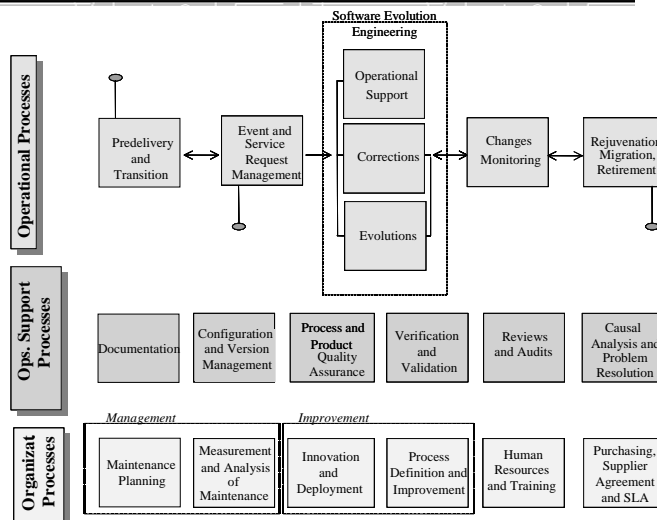 Software Evolution
Engineering
Operational Processes
Predelivery
and
Transition
Event and
Service
Request
Management
Operational
Support
Corrections
Evolutions
Changes
Monitoring
Rejuvenation
Migration,
Retirement
Ops. Support
Processes
Documentation
Configuration
and Version
Management
Process and
Product
Quality
Assurance
Verification
and
Validation
Reviews
and Audits
Causal
Analysis and
Problem
Resolution
Organizat
Processes
Management
Maintenance
Planning
Measurement
and Analysis
of
Maintenance
Improvement
Innovation
and
Deployment
Process
Definition and
Improvement
Human
Resources
and Training
Purchasing,
Supplier
Agreement
and SLA